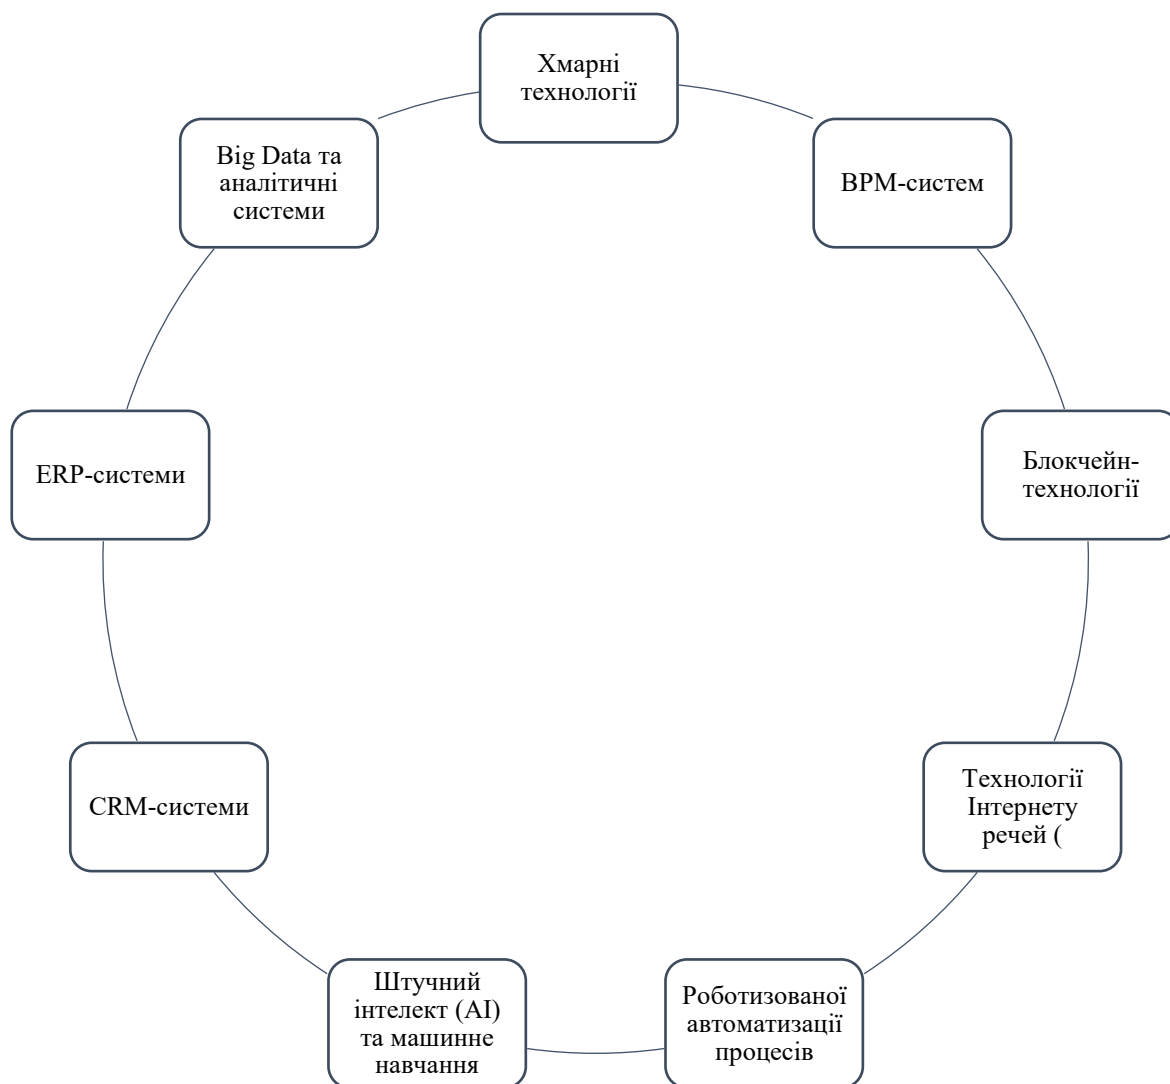 Хмарні
технології
BPM-систем
Блокчейн-
технології
Технології
Інтернету
речей (
Роботизованої
автоматизації
процесів
Штучний
інтелект (AI)
та машинне
навчання
CRM-системи
ERP-системи
Big Data та
аналітичні
системи